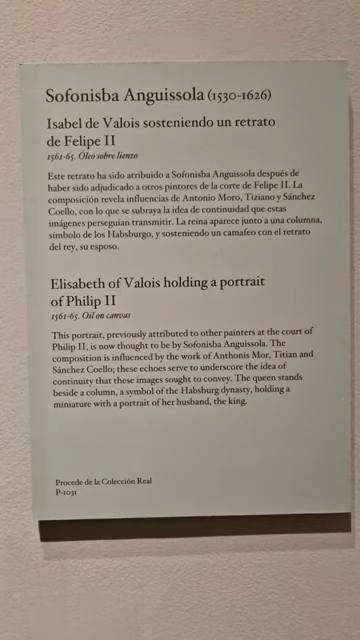 Sofonisba Anguissola (1530-1626)
Isabel de Valois sosteniendo un retrato
de Felipe II
1561-65. Óleo sobre lienzo
Este retrato ha sido atribuido a Sofonisba Anguissola después de
haber sido adjudicado a otros pintores de la corte de Felipe II. La
composición revela influencias de Antonio Moro, Tiziano y Sánchez
Coello, con lo que se subraya la idea de continuidad que estas
imágenes perseguían transmitir. La reina aparece junto a una columna,
símbolo de los Habsburgo, y sosteniendo un camafeo con el retrato
del rey, su esposo.
Elisabeth of Valois holding a portrait
of Philip II
1561-65. Oil on canvas
This portrait, previously attributed to other painters at the court of
Philip II, is now thought to be by Sofonisba Anguissola. The
composition is influenced by the work of Anthonis Mor, Titian and
Sánchez Coello; these echoes serve to underscore the idea of
continuity that these images sought to convey. The queen stands
beside a column, a symbol of the Habsburg dynasty, holding a
miniature with a portrait of her husband, the king.
Procede de la Colección Real
P-1031